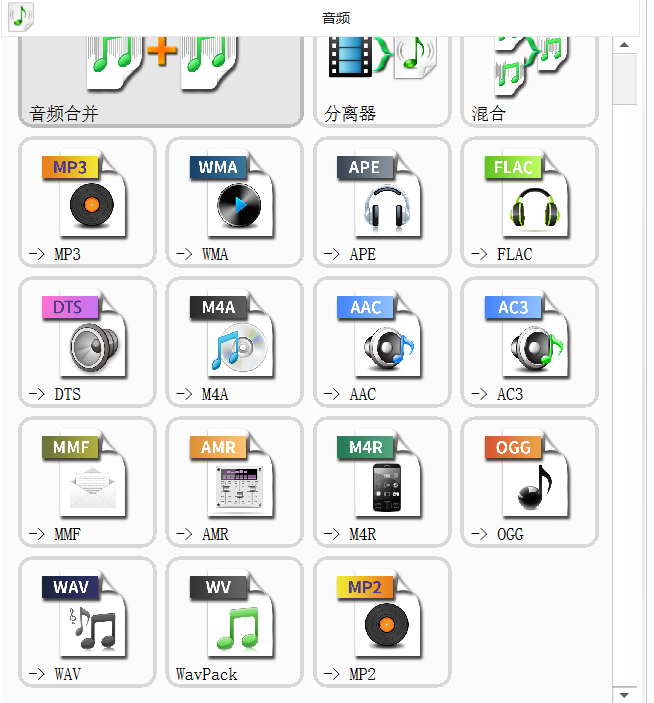 音频
音频合并
分离器
混合
MP3
WMA
APE
FLAC
-> MP3
-> WMA
-> APE
-> FLAC
DTS
M4A
AAC
AC3
-> DTS
-> M4A
-> AAC
-> AC3
MMF
AMR
M4R
OGG
-> MMF
-> AMR
-> M4R
-> OGG
WAV
WV
MP2
-> WAV
WavPack
-> MP2